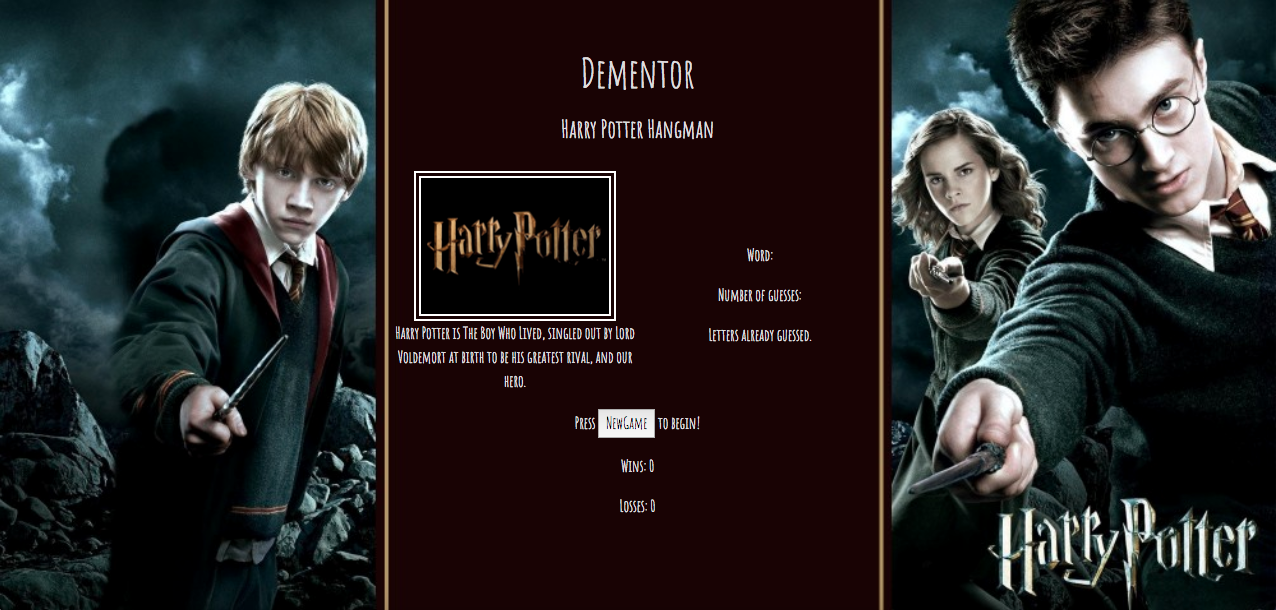 Dementor
Harry Potter Hangman
Harry Potter
Harry Potter is The Boy Who Lived, singled out by Lord
Voldemort at birth to be his greatest rival, and our
hero.
Word:
Number of guesses:
Letters already guessed.
Press NewGame to begin!
Wins: 0
Losses: 0
Harry Potter